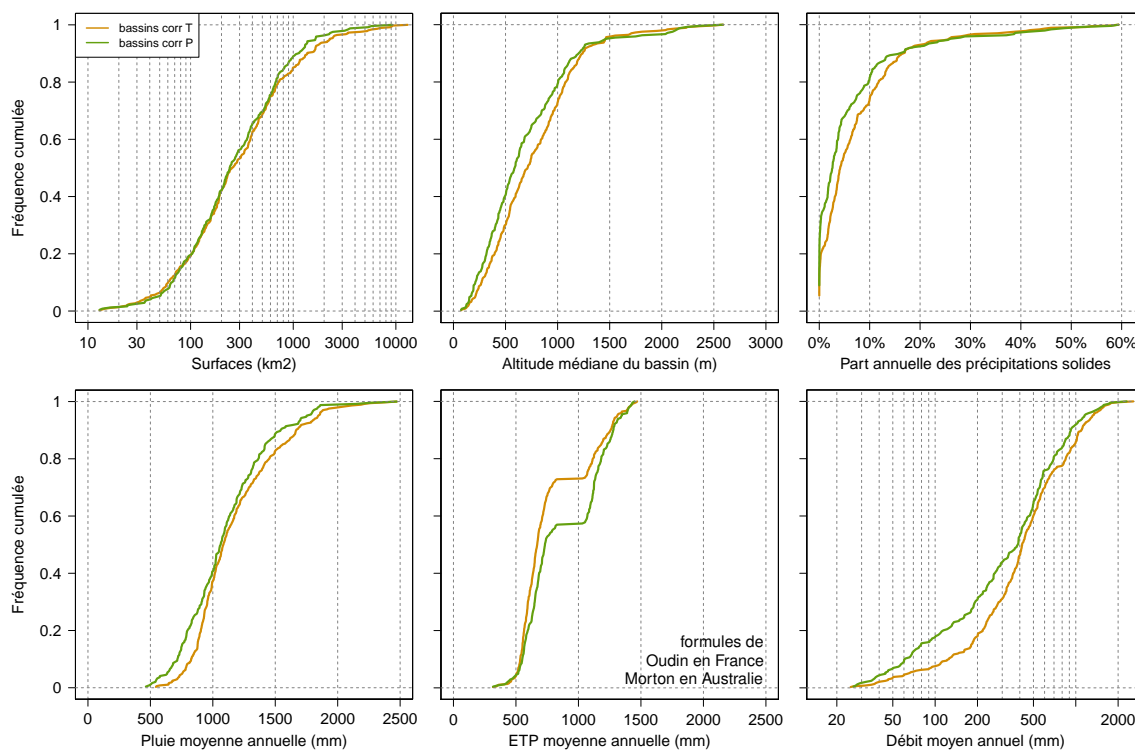 bassins corr T
bassins corr P
Fréquence cumulée
1
0.8
0.6
0.4
0.2
0
10 30 100 300 1000 3000 10000
Surfaces (km2)
0 500 1000 1500 2000 2500 3000
Altitude médiane du bassin (m)
0% 10% 20% 30% 40% 50% 60%
Part annuelle des précipitations solides
Fréquence cumulée
1
0.8
0.6
0.4
0.2
0
0 500 1000 1500 2000 2500
Pluie moyenne annuelle (mm)
formules de
Oudin en France
Morton en Australie
0 500 1000 1500 2000 2500
ETP moyenne annuelle (mm)
20 50 100 200 500 1000 2000
Débit moyen annuel (mm)